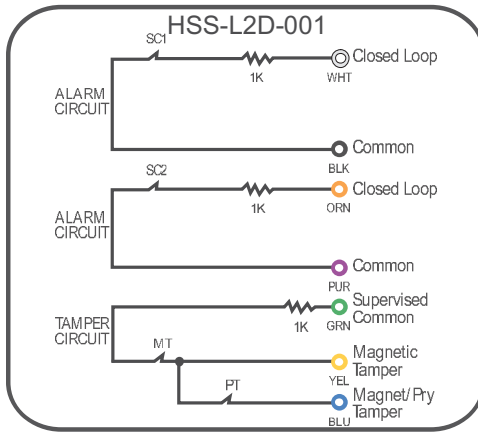 HSS-L2D-001
SC1
Closed Loop
1K
WHT
ALARM
CIRCUIT
Common
BLK
SC2
Closed Loop
1K
ORN
ALARM
CIRCUIT
Common
PUR
Supervised
Common
1K
GRN
TAMPER
CIRCUIT
MT
Magnetic
Tamper
YEL
PT
Magnet/Pry
Tamper
BLU